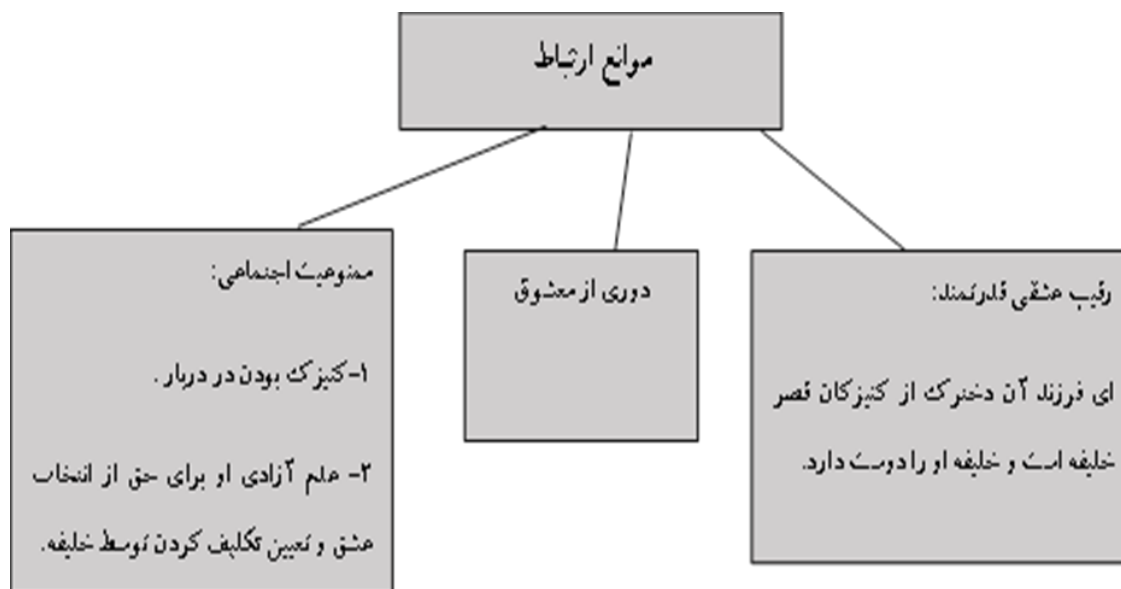 موانع ارتباط
رقیب عشقی قدرتمند:
ای فرزند آن دخترک از کنیزکان قصر
خلیفه است و خلیفه او را دوست دارد.
دوری از معشوق
ممنوعیت اجتماعی:
۱-کنیزک بودن در دربار .
۲- عدم آزادی او برای حق از انتخاب
عشق و تعیین تکلیف کردن توسط خلیفه.